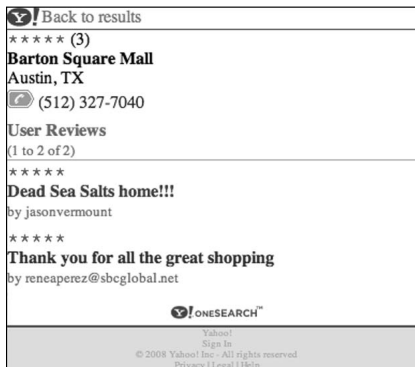 Y! Back to results
***** (3)
Barton Square Mall
Austin, TX
(512) 327-7040
User Reviews
(1 to 2 of 2)
*****
Dead Sea Salts home!!!
by jasonvermount
*****
Thank you for all the great shopping
by reneaperez@sbcglobal.net
Y! ONESEARCH™
Yahoo!
Sign In
© 2008 Yahoo! Inc - All rights reserved
Privacy | Legal | Help